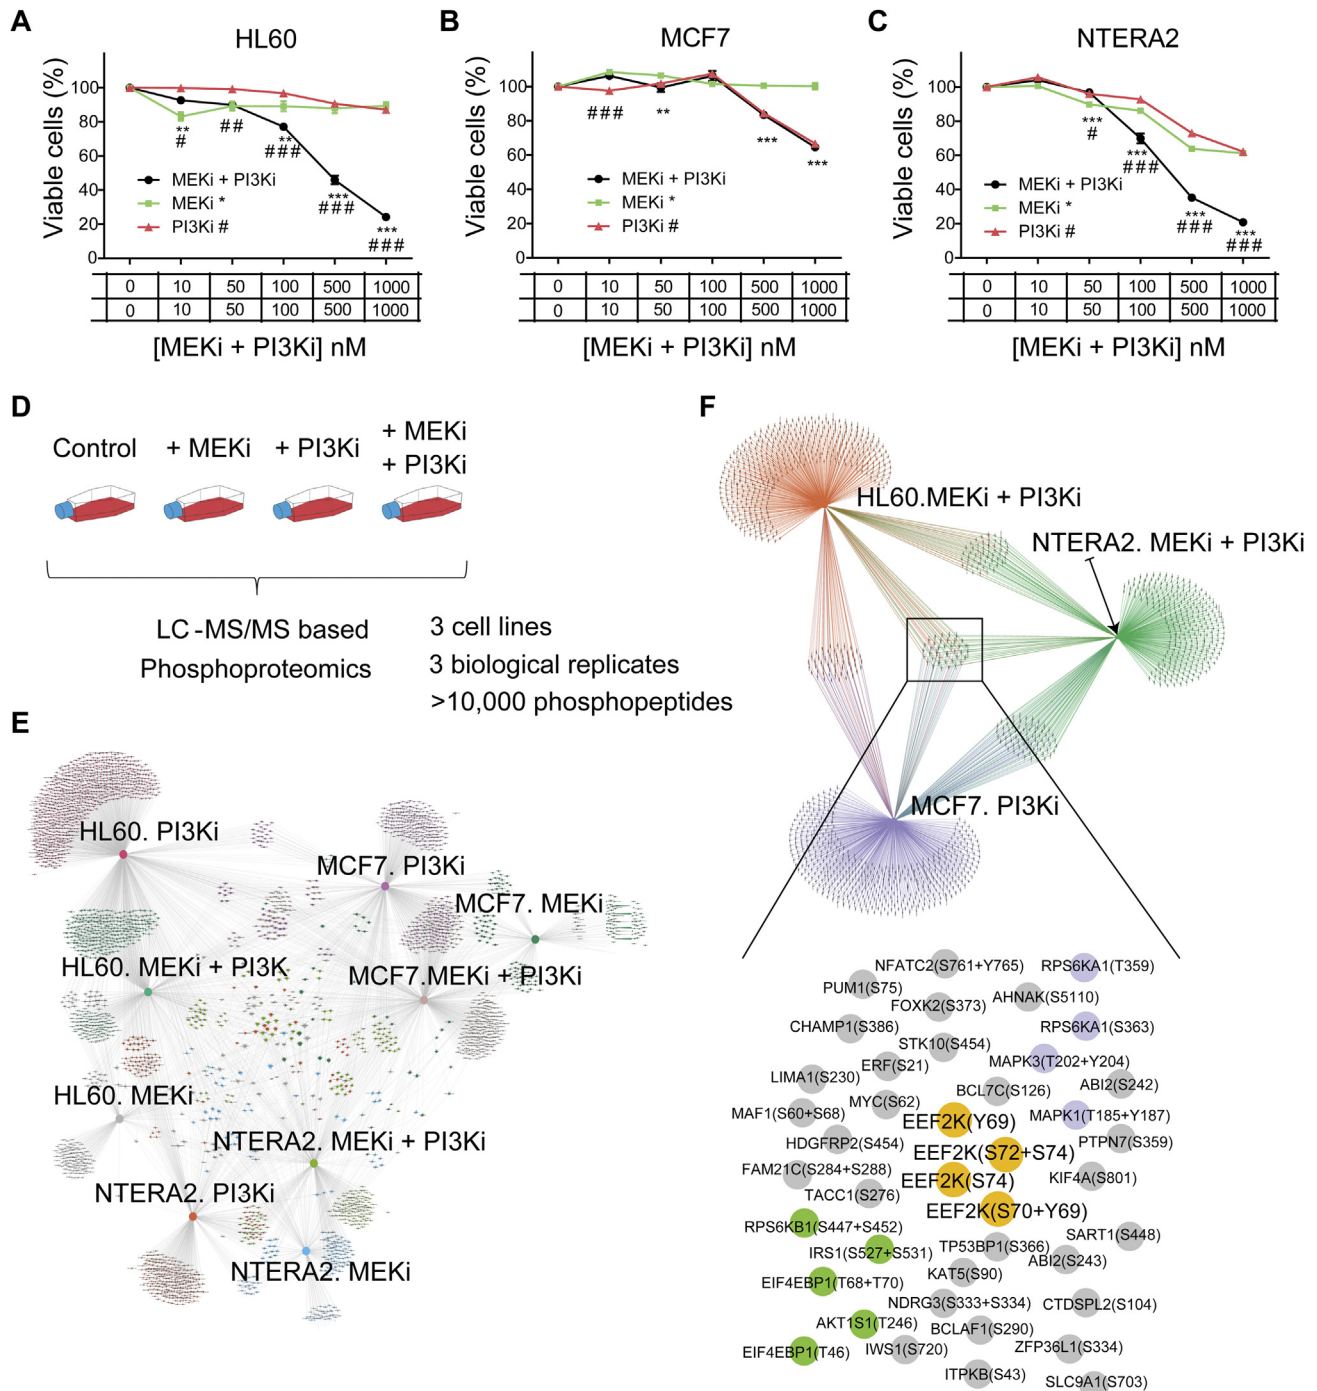 A
HL60
Viable cells (%)
100
80
60
40
20
0
**
#
##
**
###
***
###
***
###
MEKi + PI3Ki
MEKi *
PI3Ki #
0 10 50 100 500 1000
0 10 50 100 500 1000
[MEKi + PI3Ki] nM
B
MCF7
Viable cells (%)
100
80
60
40
20
0
###
**
***
***
MEKi + PI3Ki
MEKi *
PI3Ki #
0 10 50 100 500 1000
0 10 50 100 500 1000
[MEKi + PI3Ki] nM
C
NTERA2
Viable cells (%)
100
80
60
40
20
0
***
#
***
###
***
###
***
###
MEKi + PI3Ki
MEKi *
PI3Ki #
0 10 50 100 500 1000
0 10 50 100 500 1000
[MEKi + PI3Ki] nM
D
Control
+ MEKi
+ PI3Ki
+ MEKi
+ PI3Ki
LC-MS/MS based
Phosphoproteomics
3 cell lines
3 biological replicates
>10,000 phosphopeptides
E
HL60. PI3Ki
MCF7. PI3Ki
MCF7. MEKi
HL60. MEKi + PI3K
MCF7.MEKi + PI3Ki
HL60. MEKi
NTERA2. MEKi + PI3Ki
NTERA2. PI3Ki
NTERA2. MEKi
F
HL60.MEKi + PI3Ki
NTERA2. MEKi + PI3Ki
MCF7. PI3Ki
NFATC2(S761+Y765)
RPS6KA1(T359)
PUM1(S75)
FOXK2(S373)
AHNAK(S5110)
CHAMP1(S386)
RPS6KA1(S363)
STK10(S454)
ERF(S21)
MAPK3(T202+Y204)
LIMA1(S230)
BCL7C(S126)
ABI2(S242)
MYC(S62)
MAF1(S60+S68)
EEF2K(Y69)
MAPK1(T185+Y187)
HDGFRP2(S454)
EEF2K(S72+S74)
PTPN7(S359)
FAM21C(S284+S288)
EEF2K(S74)
KIF4A(S801)
TACC1(S276)
EEF2K(S70+Y69)
RPS6KB1(S447+S452)
SART1(S448)
IRS1(S527+S531)
TP53BP1(S366)
ABI2(S243)
EIF4EBP1(T68+T70)
KAT5(S90)
NDRG3(S333+S334)
CTDSPL2(S104)
AKT1S1(T246)
BCLAF1(S290)
EIF4EBP1(T46)
IWS1(S720)
ZFP36L1(S334)
ITPKB(S43)
SLC9A1(S703)